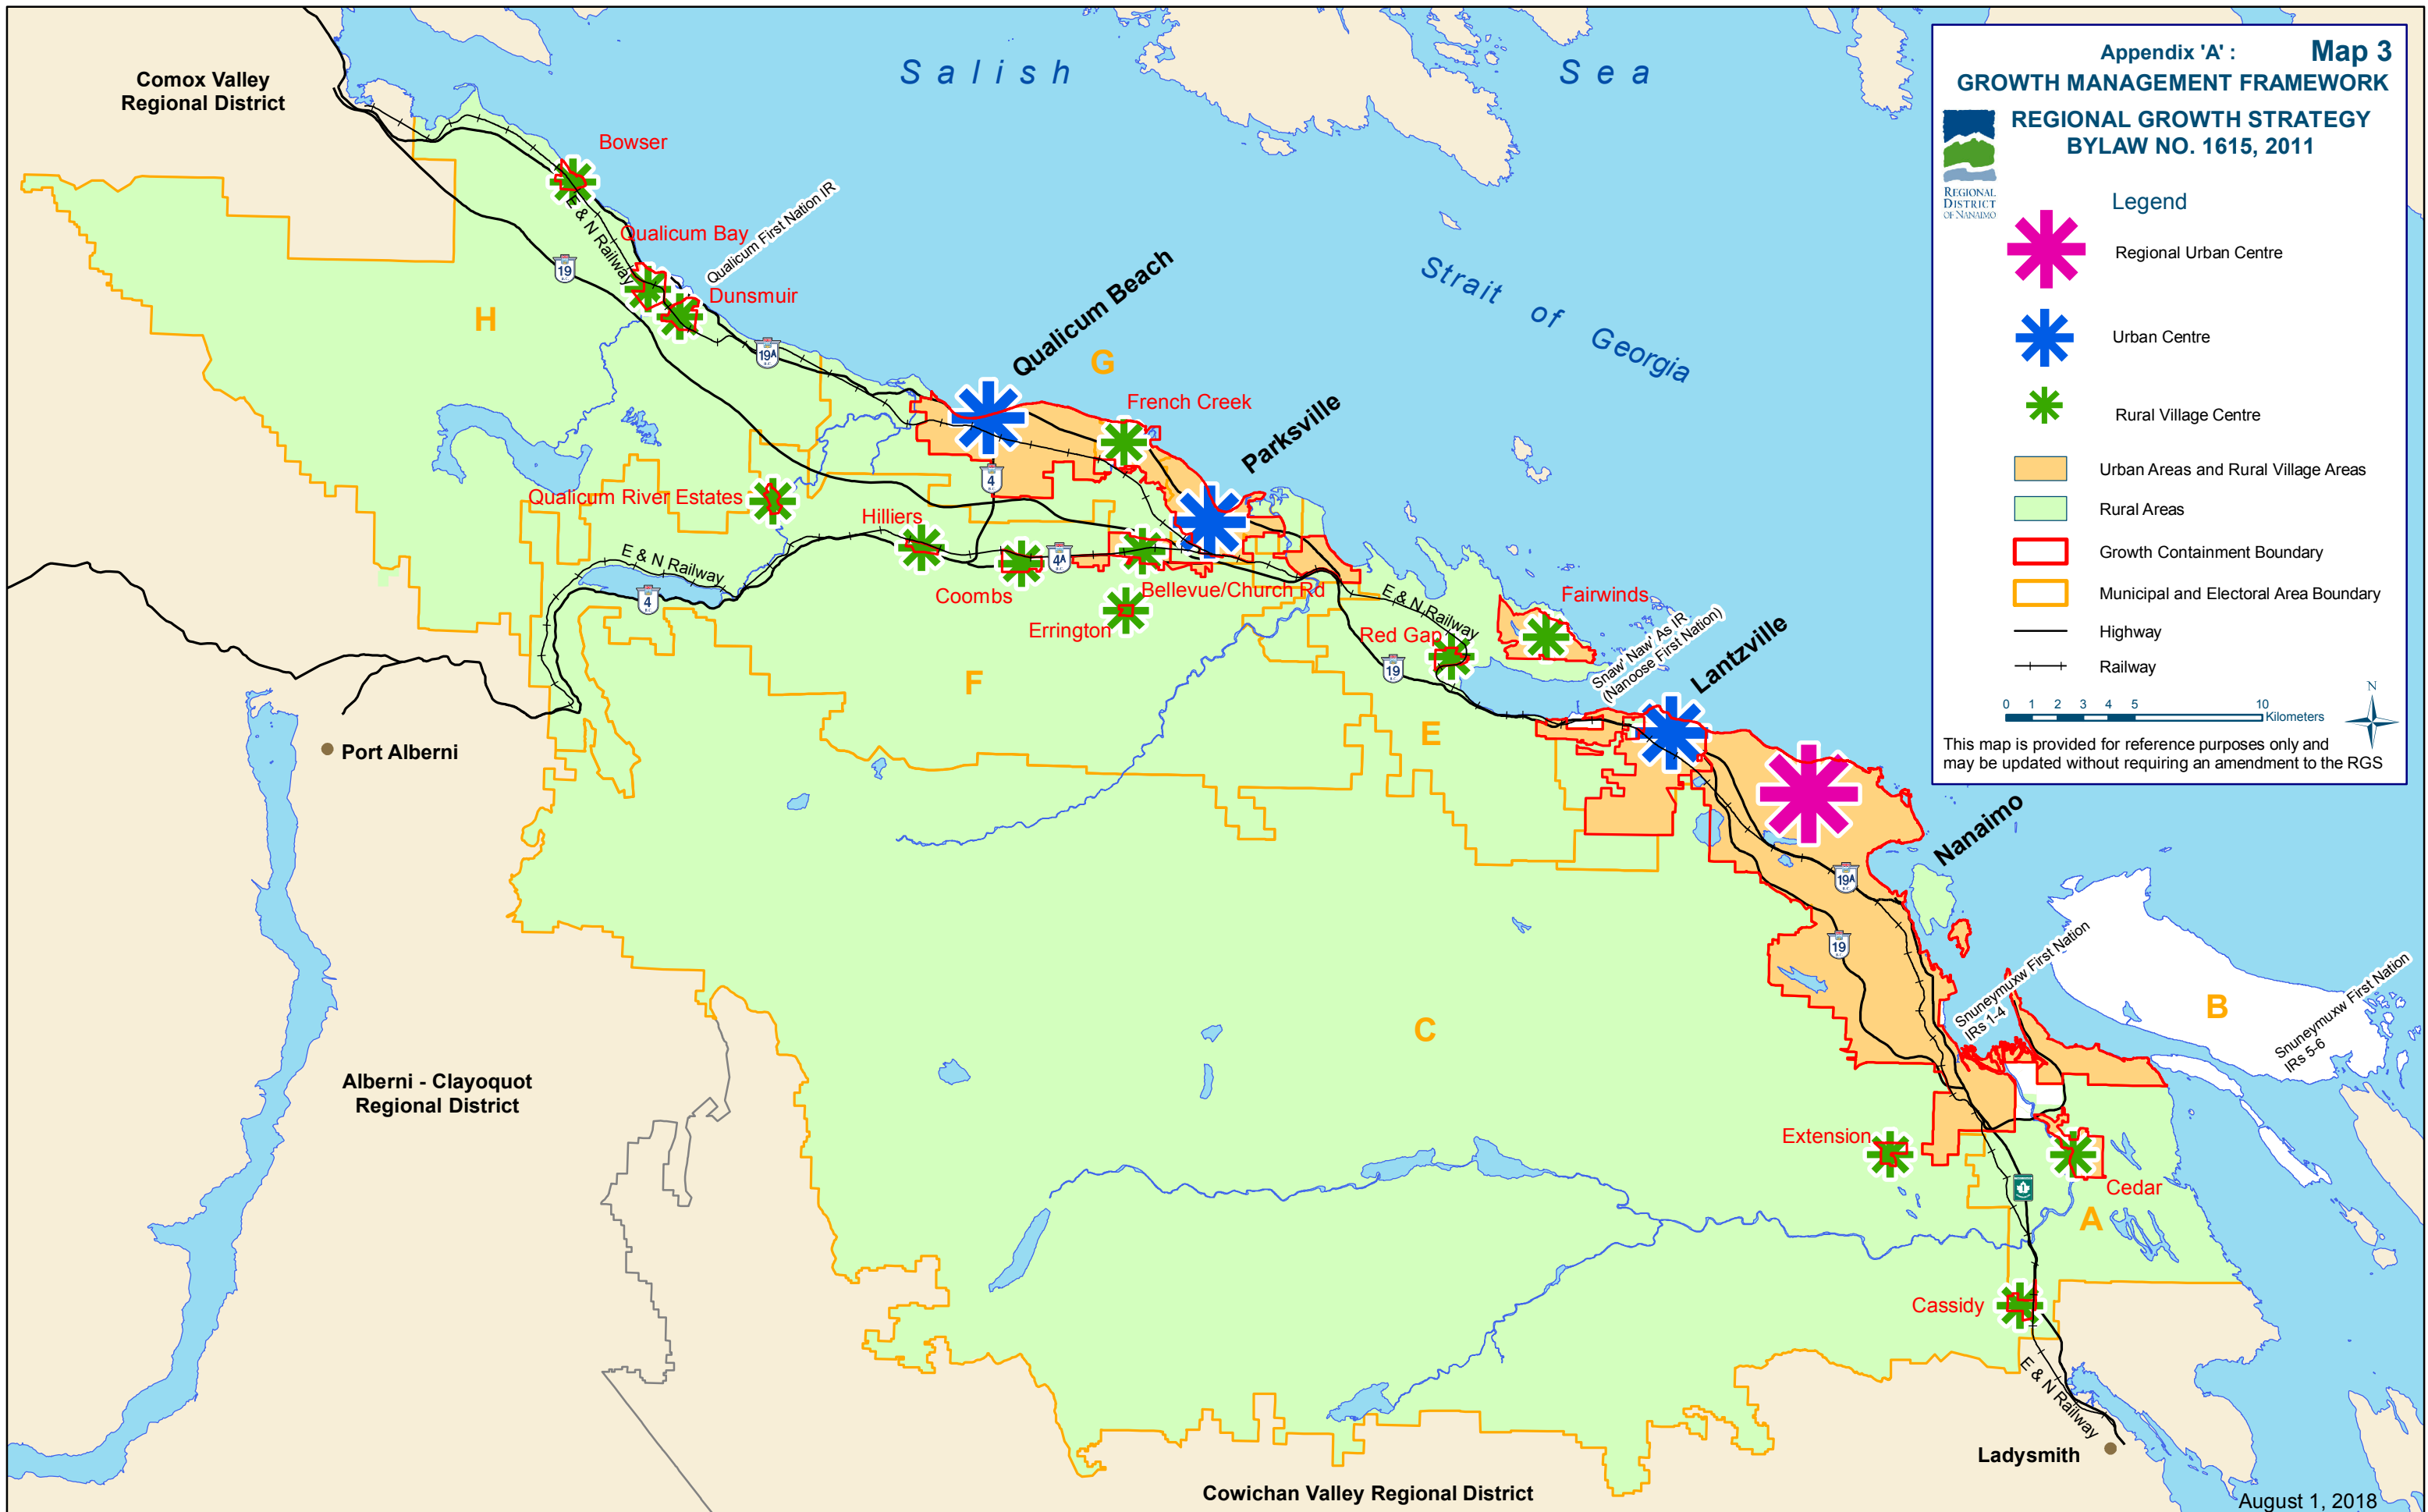 Appendix 'A' :
Map 3
GROWTH MANAGEMENT FRAMEWORK
REGIONAL GROWTH STRATEGY
BYLAW NO. 1615, 2011
REGIONAL
DISTRICT
OF NANAIMO
Legend
Regional Urban Centre
Urban Centre
Rural Village Centre
Urban Areas and Rural Village Areas
Rural Areas
Growth Containment Boundary
Municipal and Electoral Area Boundary
Highway
Railway
N
0 1 2 3 4 5 10
Kilometers
This map is provided for reference purposes only and
may be updated without requiring an amendment to the RGS
Salish Sea
Strait of Georgia
Comox Valley
Regional District
Bowser
E & N Railway
Qualicum Bay
Qualicum First Nation IR
19
Dunsmuir
H
19A
Qualicum Beach
G
French Creek
Parksville
4
Qualicum River Estates
Hilliers
E & N Railway
4A
4
Coombs
Bellevue/Church Rd
Errington
E & N Railway
Fairwinds
Red Gap
19
Snaw' Naw' As IR
(Nanoose First Nation)
Lantzville
F
E
Port Alberni
Nanaimo
19A
19
Snuneymuxw First Nation
IRs 1-4
B
Snuneymuxw First Nation
IRs 5-6
C
Alberni - Clayoquot
Regional District
Extension
Cedar
1
A
Cassidy
E & N Railway
Ladysmith
Cowichan Valley Regional District
August 1, 2018